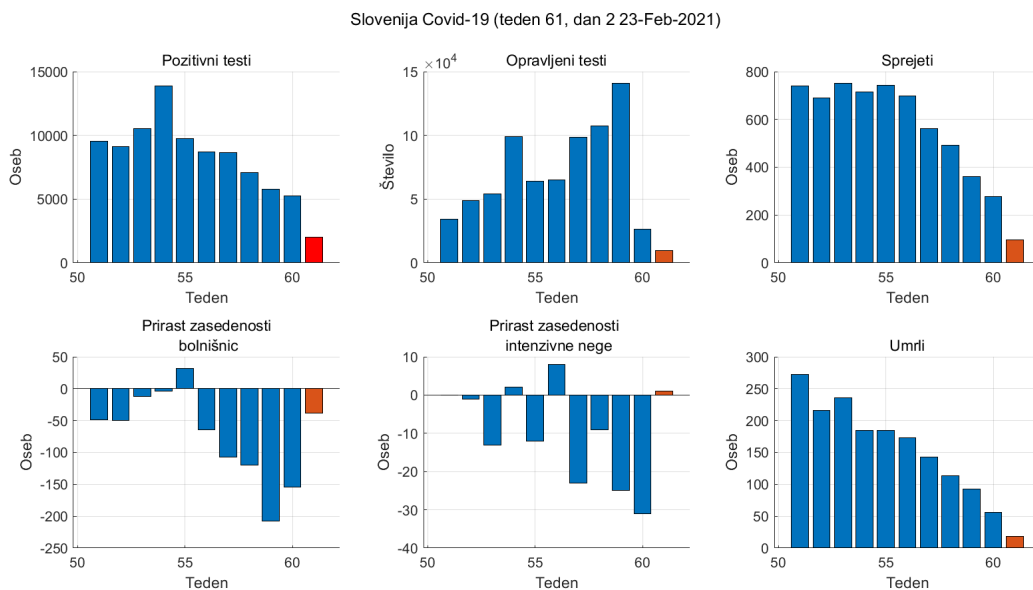 Slovenija Covid-19 (teden 61, dan 2 23-Feb-2021)
Pozitivni testi
15000
10000
5000
0
Oseb
50
55
60
Teden
Opravljeni testi
×10⁴
15
10
5
0
Število
50
55
60
Teden
Sprejeti
800
600
400
200
0
Oseb
50
55
60
Teden
Prirast zasedenosti
bolnišnic
50
0
-50
-100
-150
-200
-250
Oseb
50
55
60
Teden
Prirast zasedenosti
intenzivne nege
10
0
-10
-20
-30
-40
Oseb
50
55
60
Teden
Umrli
300
250
200
150
100
50
0
Oseb
50
55
60
Teden